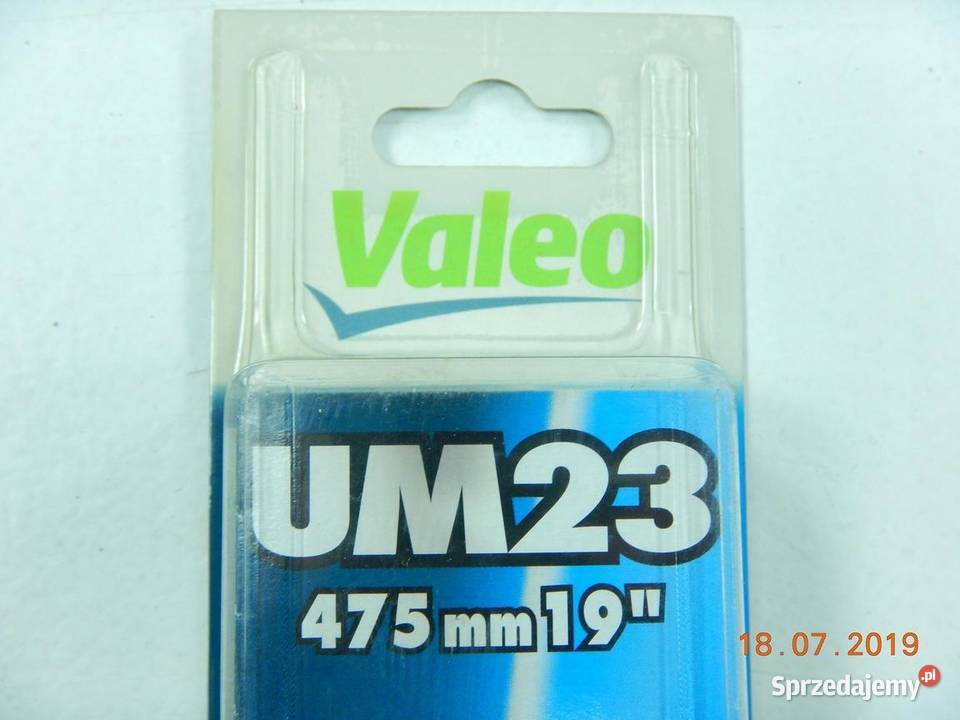 Valeo
UM23
475 mm 19"
18.07.2019
Sprzedajemy.pl